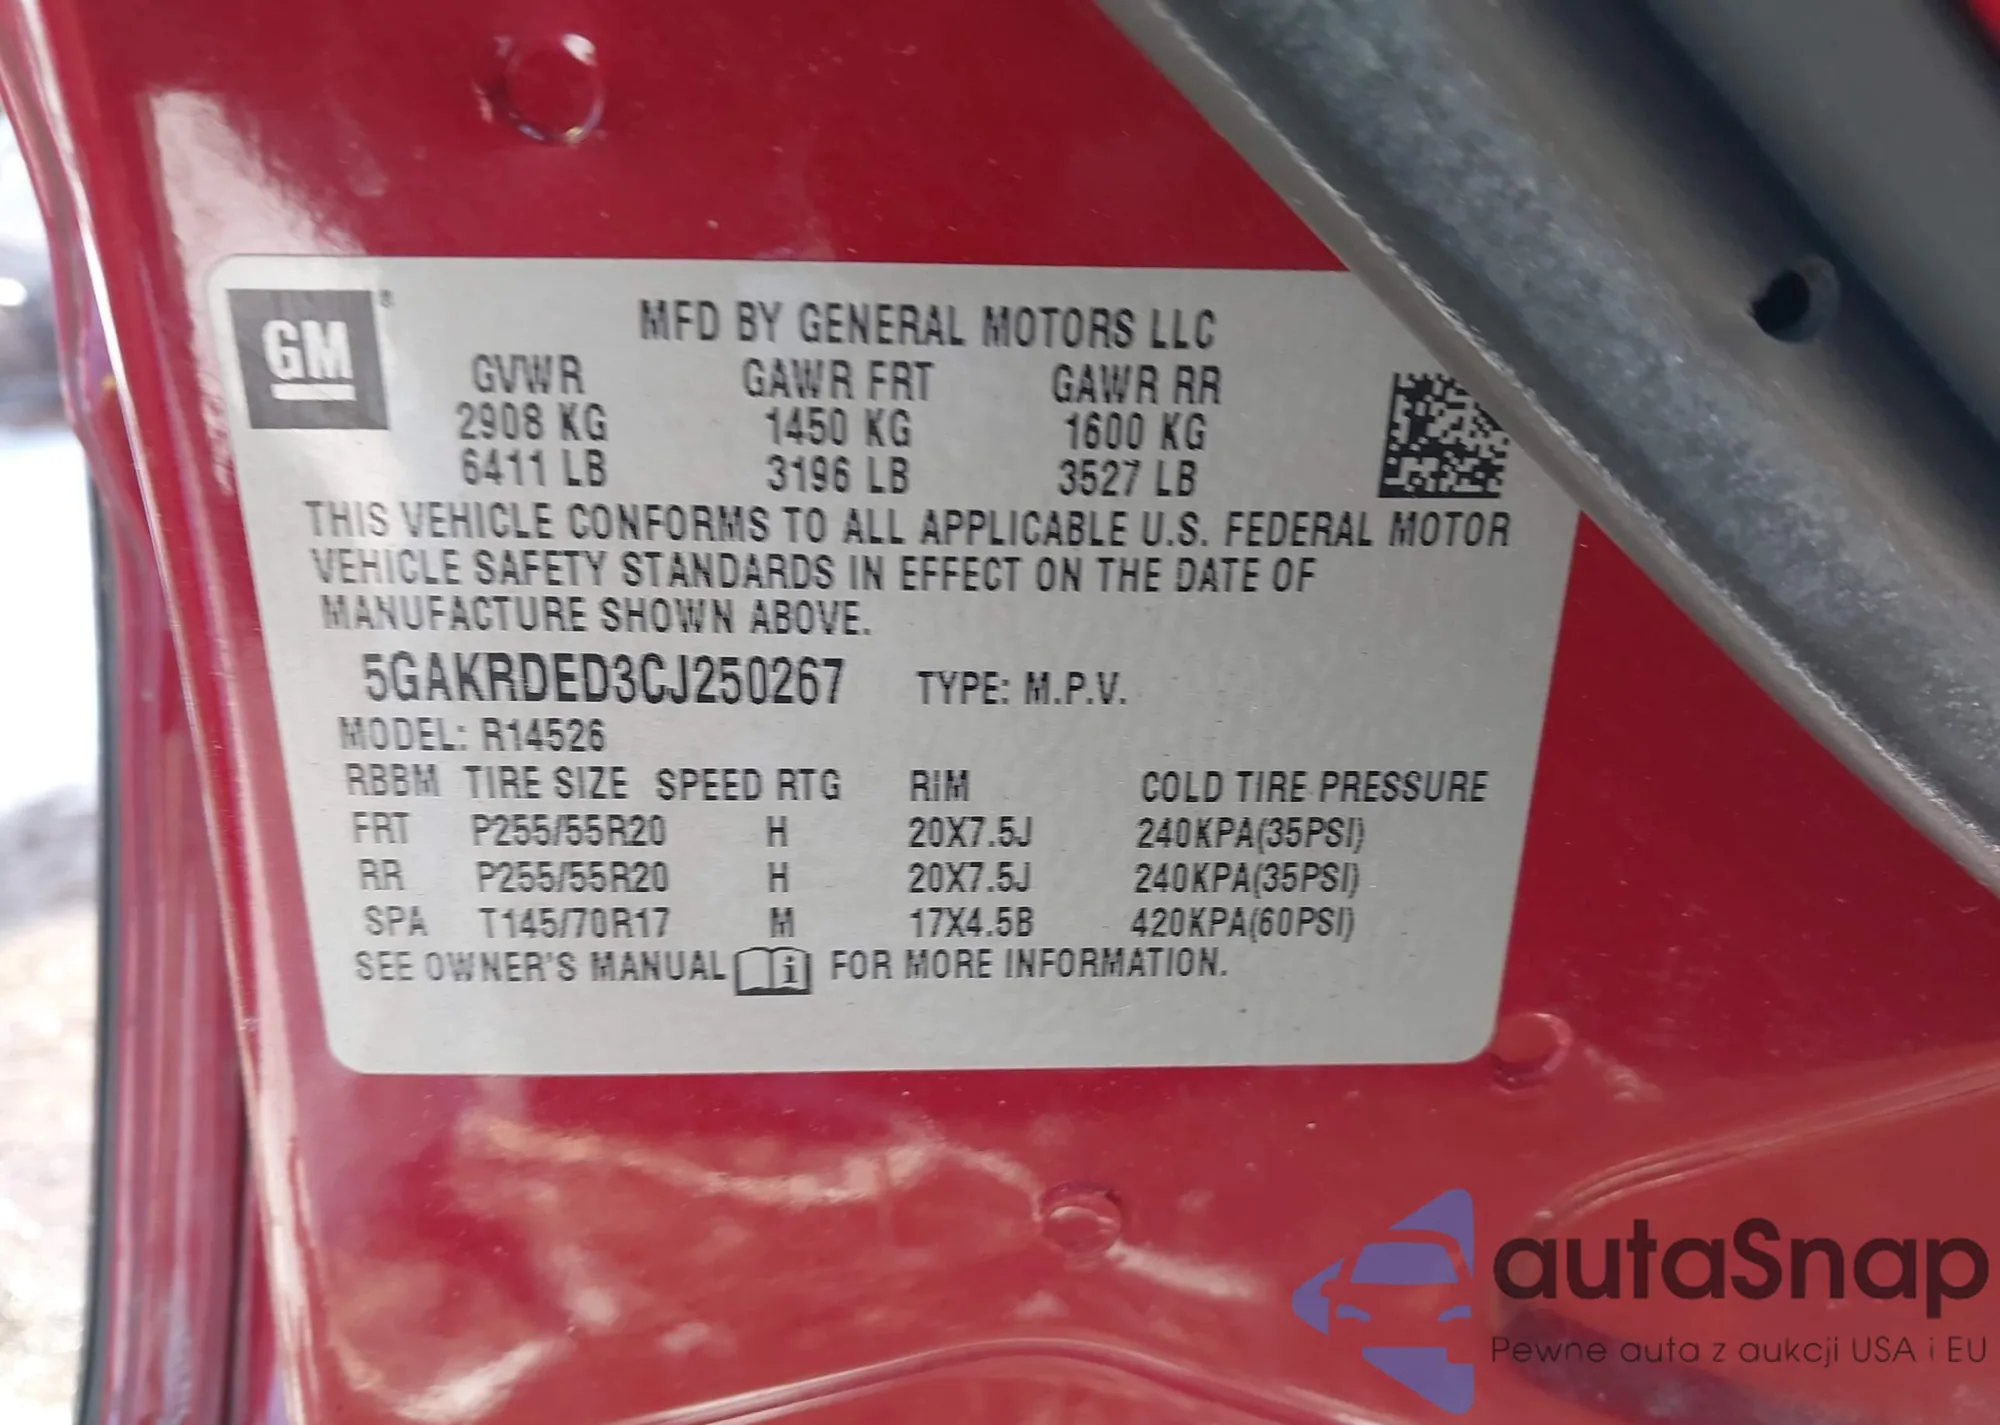 GM®
MFD BY GENERAL MOTORS LLC
GVWR GAWR FRT GAWR RR
2908 KG 1450 KG 1600 KG
6411 LB 3196 LB 3527 LB
THIS VEHICLE CONFORMS TO ALL APPLICABLE U.S. FEDERAL MOTOR
VEHICLE SAFETY STANDARDS IN EFFECT ON THE DATE OF
MANUFACTURE SHOWN ABOVE.
5GAKRDED3CJ250267 TYPE: M.P.V.
MODEL: R14526
RBBM TIRE SIZE SPEED RTG RIM COLD TIRE PRESSURE
FRT P255/55R20 H 20X7.5J 240KPA(35PSI)
RR P255/55R20 H 20X7.5J 240KPA(35PSI)
SPA T145/70R17 M 17X4.5B 420KPA(60PSI)
SEE OWNER'S MANUAL i FOR MORE INFORMATION.
autaSnap
Pewne auta z aukcji USA i EU